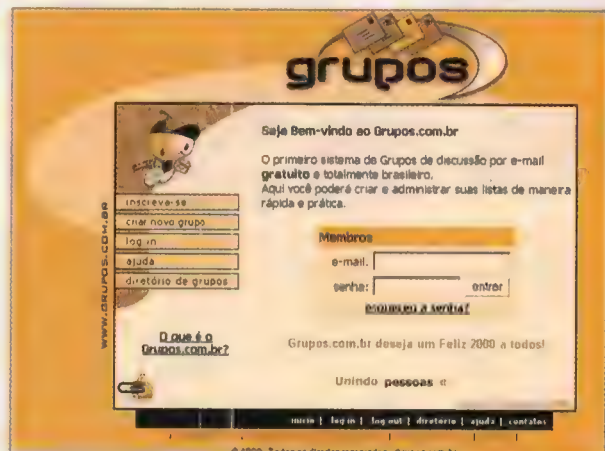 grupos
Seja Bem-vindo ao Grupos.com.br
O primeiro sistema de Grupos de discussão por e-mail
gratuito e totalmente brasileiro.
Aqui você poderá criar e administrar suas listas de maneira
rápida e prática.
inscreva-se
criar novo grupo
log in
ajuda
diretório de grupos
WWW.GRUPOS.COM.BR
Membros
e-mail:
senha: entrar
esqueceu a senha?
O que é o
Grupos.com.br?
Grupos.com.br deseja um Feliz 2000 a todos!
Unindo pessoas e
inicio | log in | log out | diretorio | ajuda | contatos